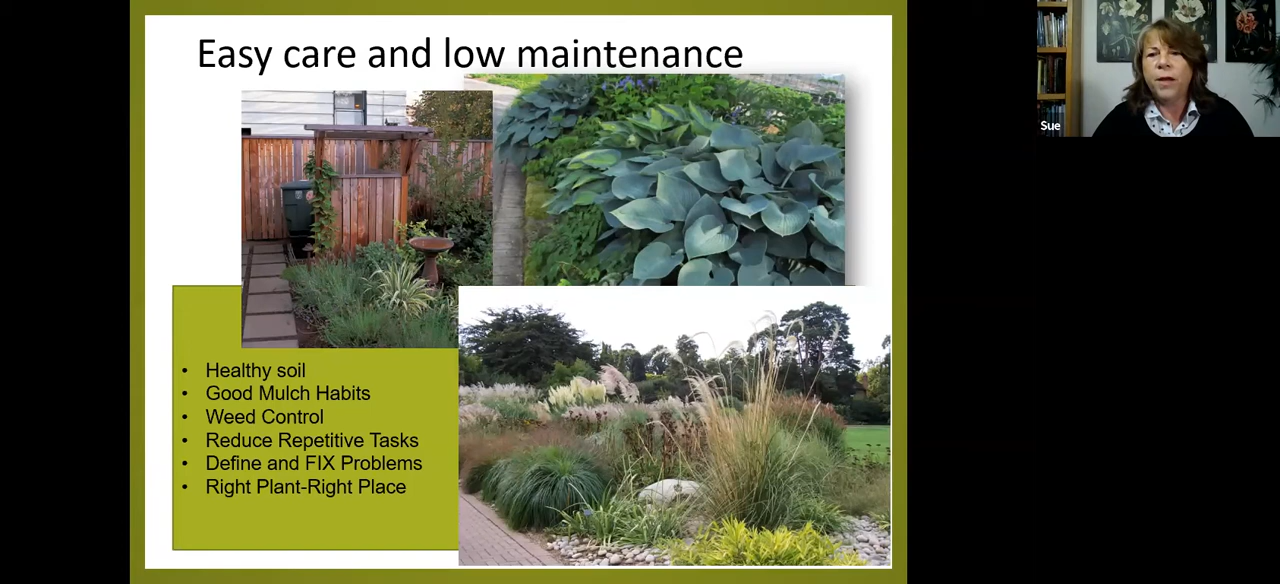 Easy care and low maintenance
Sue
• Healthy soil
• Good Mulch Habits
• Weed Control
• Reduce Repetitive Tasks
• Define and FIX Problems
• Right Plant-Right Place